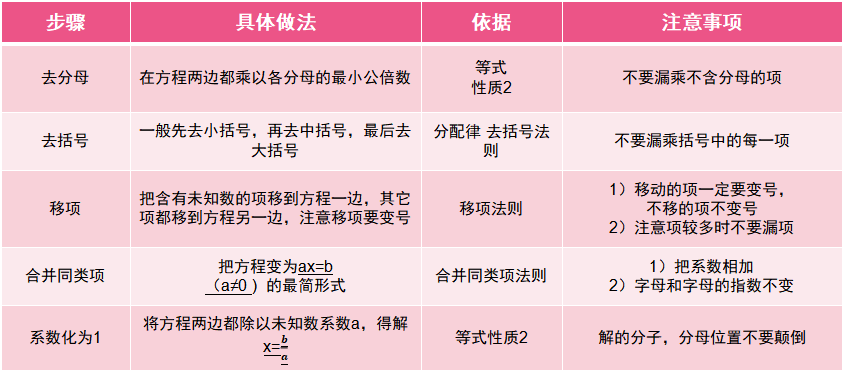 步骤
具体做法
依据
注意事项
去分母
在方程两边都乘以各分母的最小公倍数
等式
性质2
不要漏乘不含分母的项
去括号
一般先去小括号，再去中括号，最后去
大括号
分配律 去括号法
则
不要漏乘括号中的每一项
移项
把含有未知数的项移到方程一边，其它
项都移到方程另一边，注意移项要变号
移项法则
1）移动的项一定要变号，
不移的项不变号
2）注意项较多时不要漏项
合并同类项
把方程变为ax=b
（a≠0 ）的最简形式
合并同类项法则
1）把系数相加
2）字母和字母的指数不变
系数化为1
将方程两边都除以未知数系数a，得解
x=b/a
等式性质2
解的分子，分母位置不要颠倒